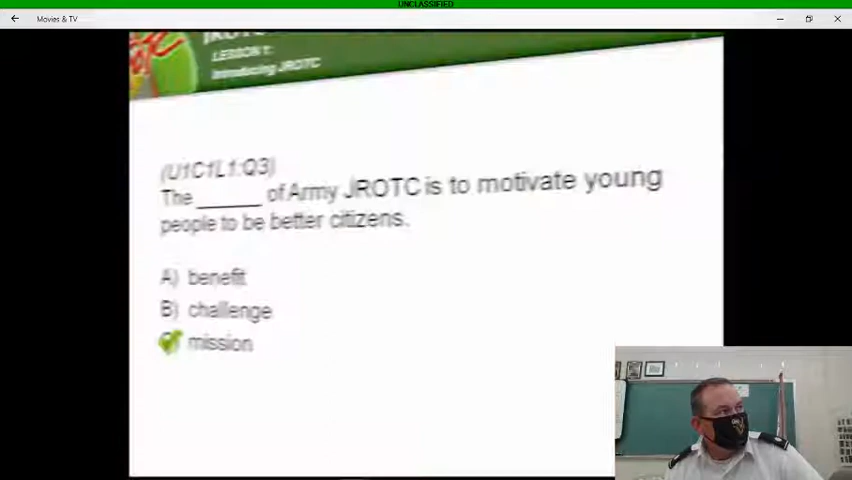 UNCLASSIFIED
Movies & TV
LESSON 1:
Introducing JROTC
(U1C1L1:Q3)
The ______ of Army JROTC is to motivate young
people to be better citizens.
A) benefit
B) challenge
mission